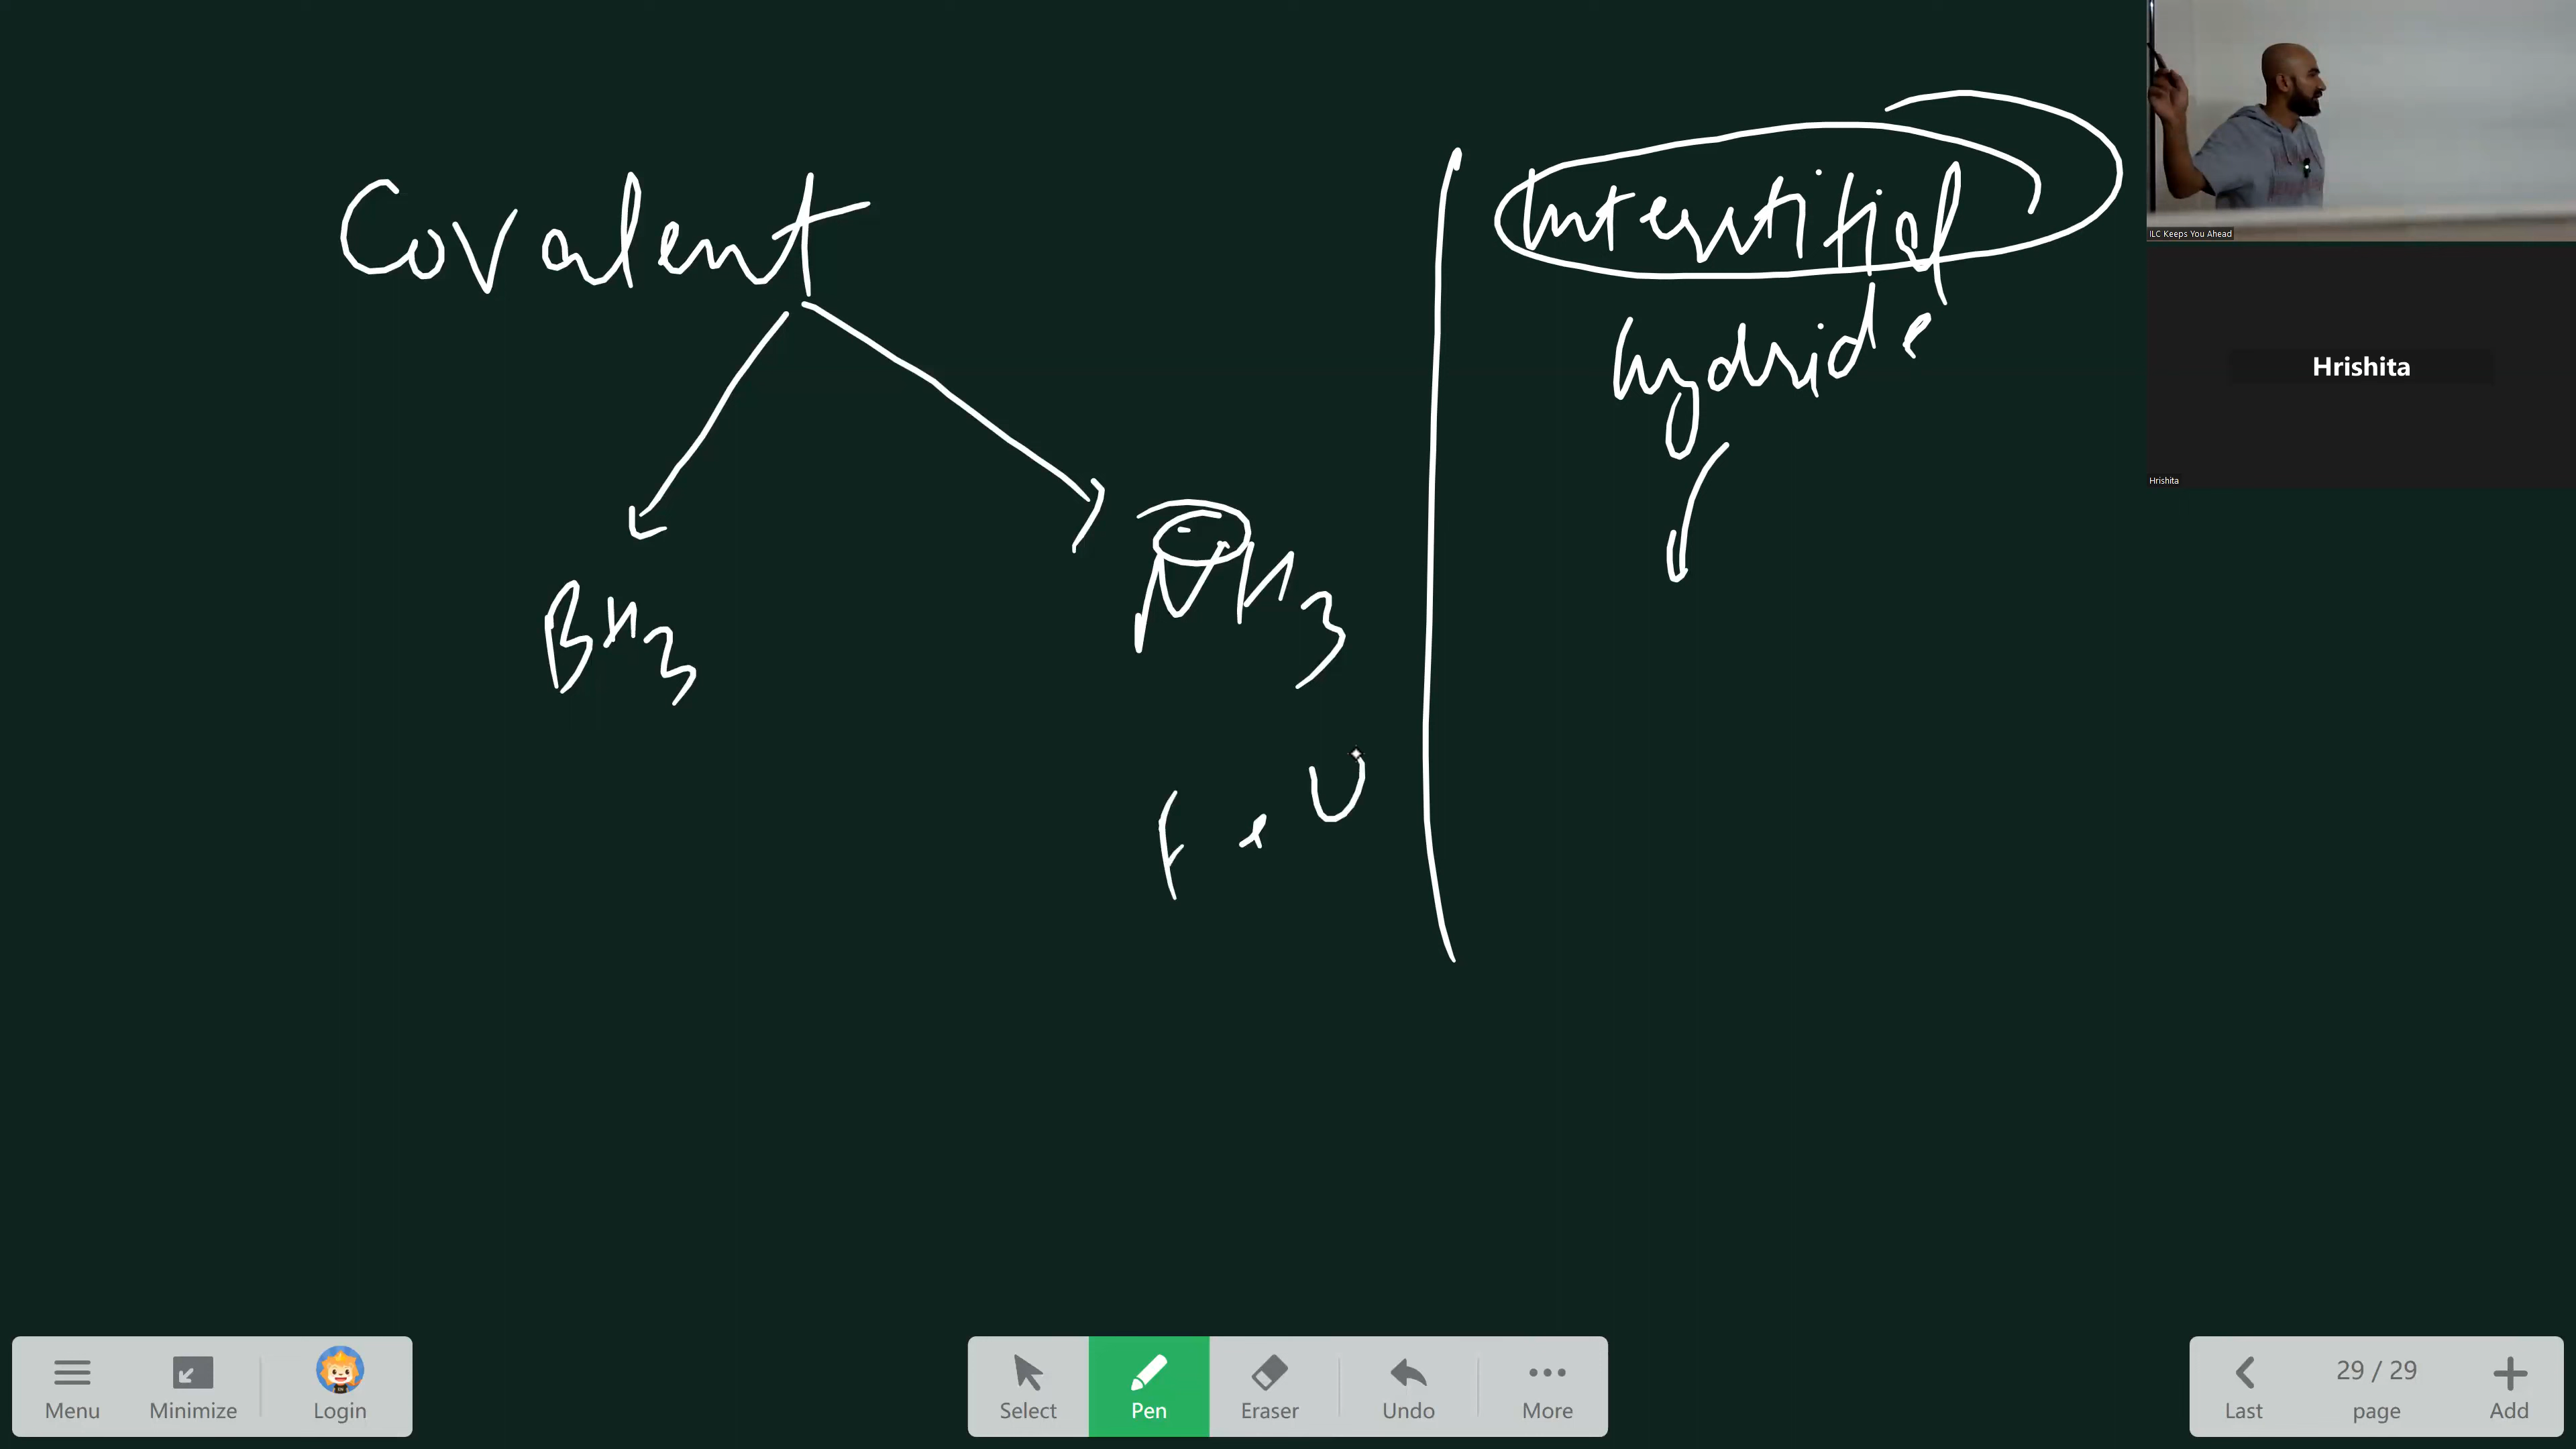 Covalent
Interstitial
hydride
BH3
NH3
ILC Keeps You Ahead
Hrishita
Hrishita
Menu
Minimize
Login
Select
Pen
Eraser
Undo
More
Last
29 / 29
page
Add